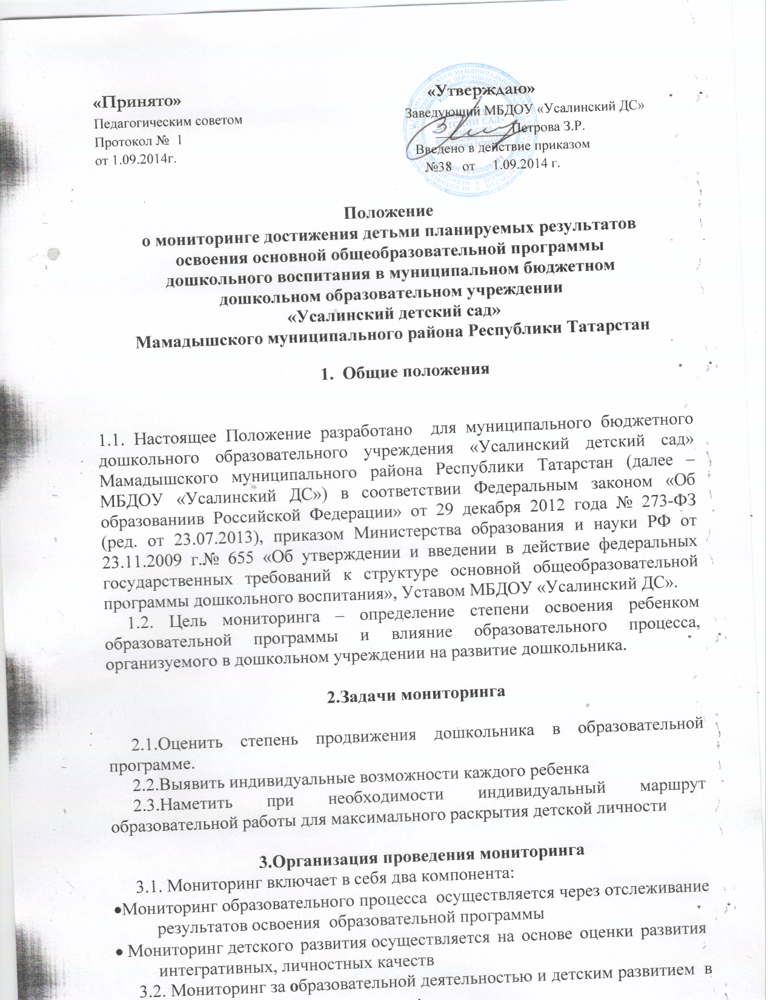 «Принято»
Педагогическим советом
Протокол № 1
от 1.09.2014г.
«Утверждаю»
Заведующий МБДОУ «Усалинский ДС»
Петрова З.Р.
Введено в действие приказом
№38 от 1.09.2014 г.
Положение
о мониторинге достижения детьми планируемых результатов
освоения основной общеобразовательной программы
дошкольного воспитания в муниципальном бюджетном
дошкольном образовательном учреждении
«Усалинский детский сад»
Мамадышского муниципального района Республики Татарстан
1. Общие положения
1.1. Настоящее Положение разработано для муниципального бюджетного
дошкольного образовательного учреждения «Усалинский детский сад»
Мамадышского муниципального района Республики Татарстан (далее –
МБДОУ «Усалинский ДС») в соответствии Федеральным законом «Об
образованиив Российской Федерации» от 29 декабря 2012 года № 273-ФЗ
(ред. от 23.07.2013), приказом Министерства образования и науки РФ от
23.11.2009 г.№ 655 «Об утверждении и введении в действие федеральных
государственных требований к структуре основной общеобразовательной
программы дошкольного воспитания», Уставом МБДОУ «Усалинский ДС».
1.2. Цель мониторинга – определение степени освоения ребенком
образовательной программы и влияние образовательного процесса,
организуемого в дошкольном учреждении на развитие дошкольника.
2.Задачи мониторинга
2.1.Оценить степень продвижения дошкольника в образовательной
программе.
2.2.Выявить индивидуальные возможности каждого ребенка
2.3.Наметить при необходимости индивидуальный маршрут
образовательной работы для максимального раскрытия детской личности
3.Организация проведения мониторинга
3.1. Мониторинг включает в себя два компонента:
•Мониторинг образовательного процесса осуществляется через отслеживание
результатов освоения образовательной программы
• Мониторинг детского развития осуществляется на основе оценки развития
интегративных, личностных качеств
3.2. Мониторинг за образовательной деятельностью и детским развитием в